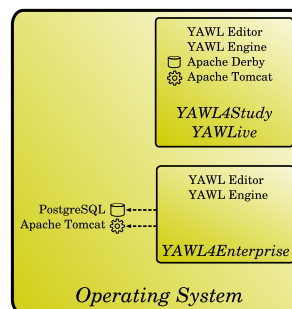 YAWL Editor
YAWL Engine
Apache Derby
Apache Tomcat
YAWL4Study
YAWLive
YAWL Editor
YAWL Engine
PostgreSQL
Apache Tomcat
YAWL4Enterprise
Operating System